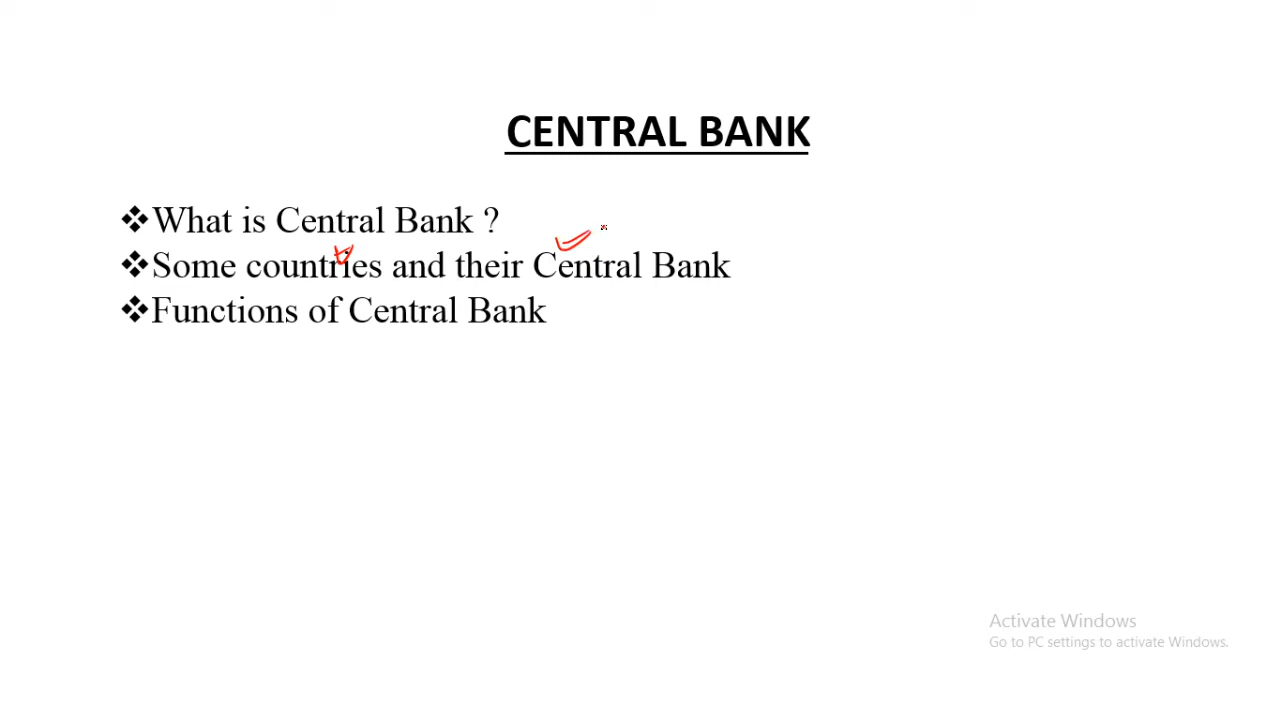 CENTRAL BANK
❖What is Central Bank ?
❖Some countries and their Central Bank
❖Functions of Central Bank
Activate Windows
Go to PC settings to activate Windows.